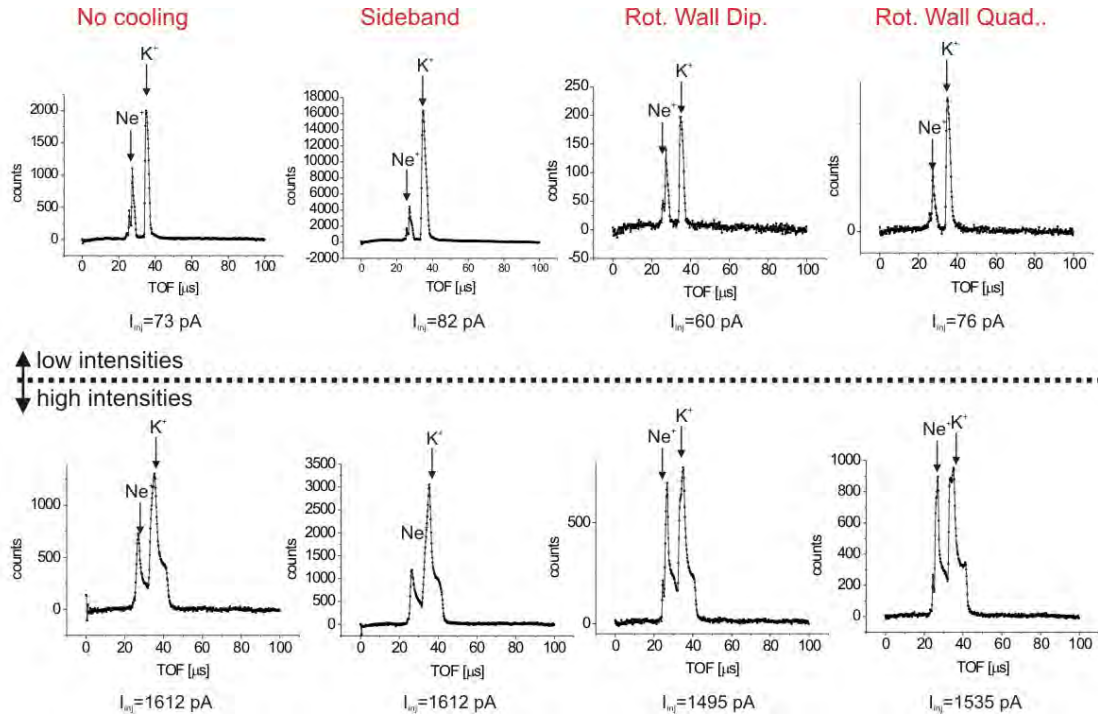 No cooling
Sideband
Rot. Wall Dip.
Rot. Wall Quad..
K⁺
Ne⁺
2000
1500
1000
500
0
counts
0 20 40 60 80 100
TOF [μs]
I_inj=73 pA
K⁺
Ne⁺
18000
16000
14000
12000
10000
8000
6000
4000
2000
0
-2000
counts
0 20 40 60 80 100
TOF [μs]
I_inj=82 pA
K⁺
Ne⁺
250
200
150
100
50
0
-50
counts
0 20 40 60 80 100
TOF [μs]
I_inj=60 pA
K⁺
Ne⁺
0
counts
0 20 40 60 80 100
TOF [μs]
I_inj=76 pA
low intensities
high intensities
K⁺
Ne
1000
500
0
counts
0 20 40 60 80 100
TOF [μs]
I_inj=1612 pA
K⁺
Ne
3500
3000
2500
2000
1500
1000
500
0
counts
0 20 40 60 80 100
TOF [μs]
I_inj=1612 pA
K⁺
Ne⁺
500
0
counts
0 20 40 60 80 100
TOF [μs]
I_inj=1495 pA
Ne⁺ K⁺
1000
800
600
400
200
0
counts
0 20 40 60 80 100
TOF [μs]
I_inj=1535 pA